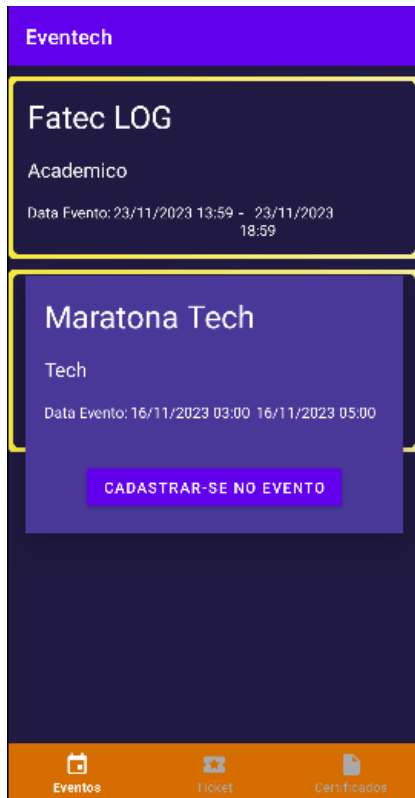 Eventech
Fatec LOG
Academico
Data Evento: 23/11/2023 13:59 - 23/11/2023
18:59
Maratona Tech
Tech
Data Evento: 16/11/2023 03:00 16/11/2023 05:00
CADASTRAR-SE NO EVENTO
Eventos Ticket Certificados